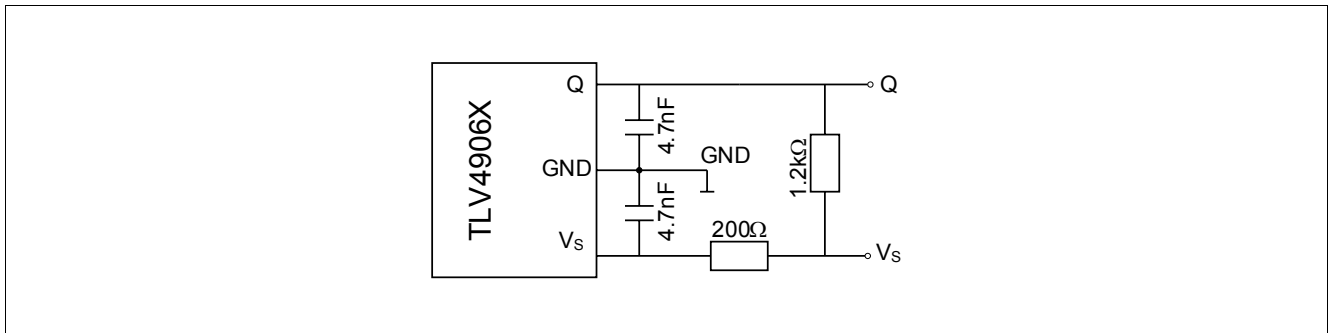 TLV4906X
Q
GND
VS
4.7nF
4.7nF
GND
200Ω
1.2kΩ
Q
VS